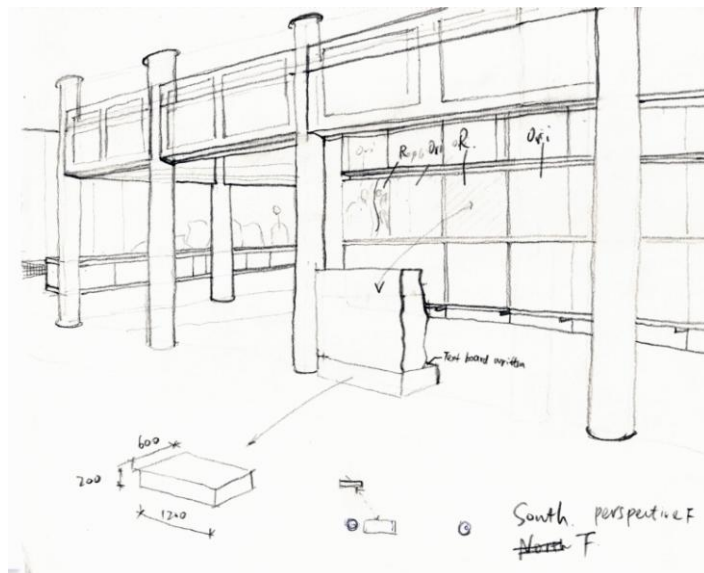 Ori Rep Ori R. Ori
Text board written
600
200
1200
South perspective F
North F